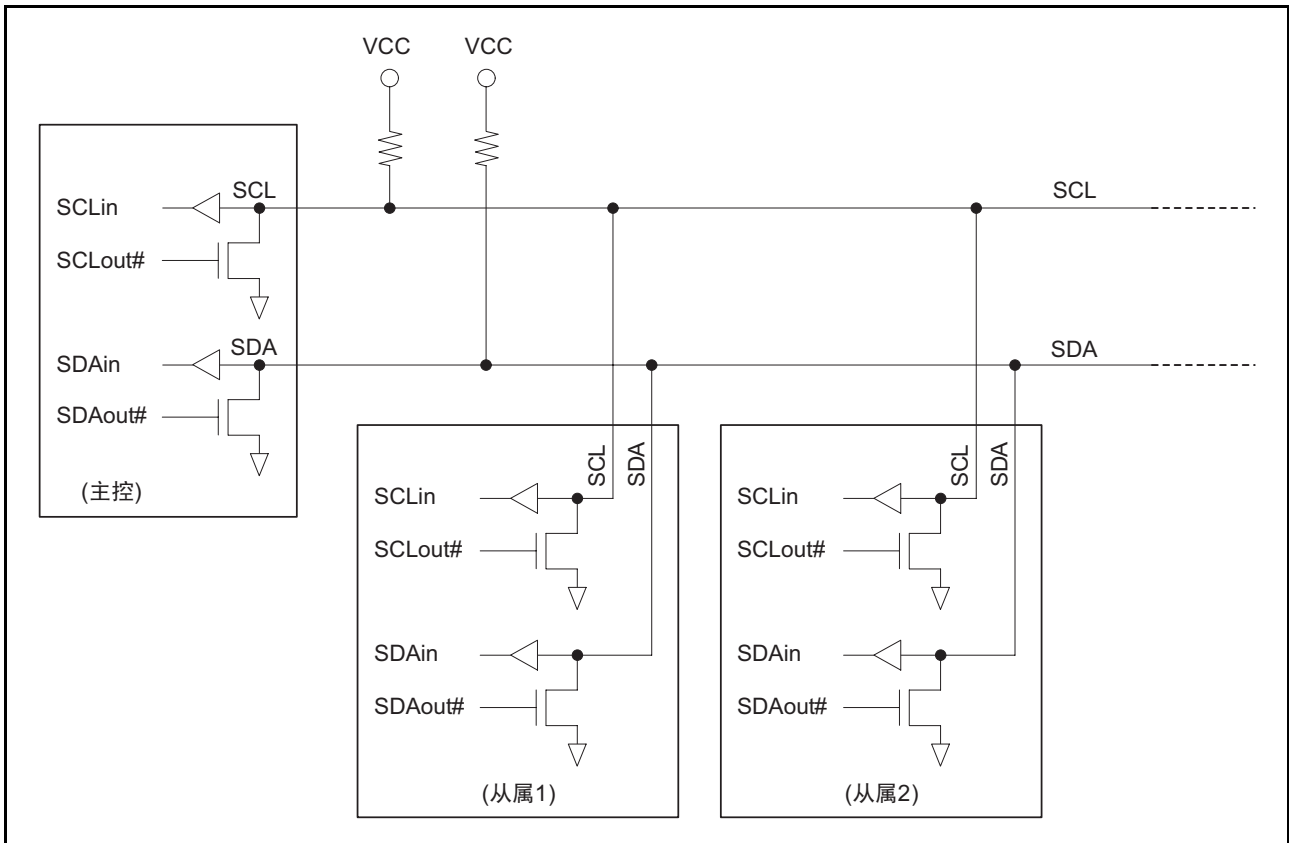 VCC
VCC
SCLin
SCL
SCL
SCLout#
SDAin
SDA
SDA
SDAout#
(主控)
SCL
SDA
SCLin
SCLout#
SDAin
SDAout#
(从属1)
SCL
SDA
SCLin
SCLout#
SDAin
SDAout#
(从属2)